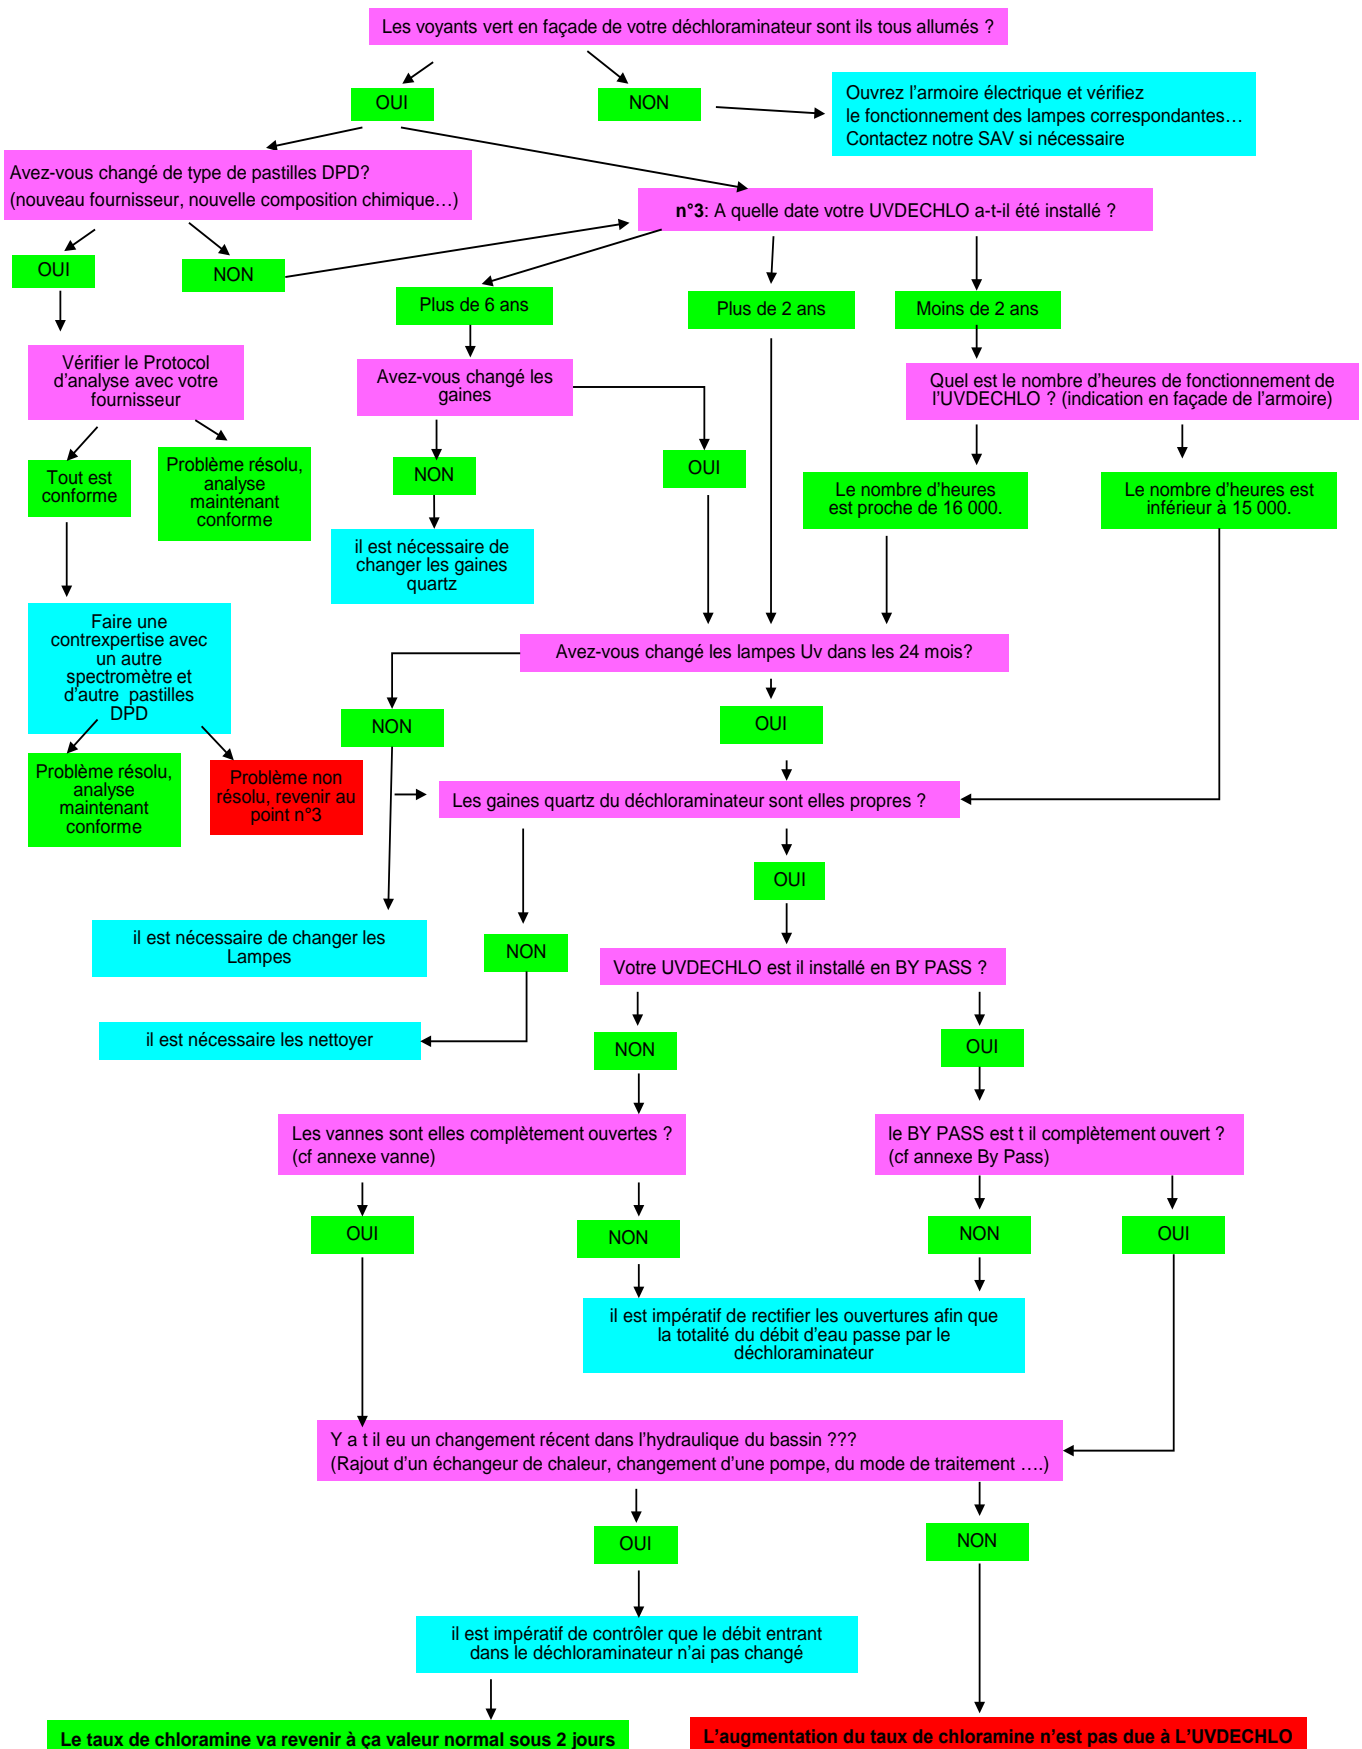 Les voyants vert en façade de votre déchloraminateur sont ils tous allumés ?
OUI
NON
Ouvrez l'armoire électrique et vérifiez
le fonctionnement des lampes correspondantes…
Contactez notre SAV si nécessaire
Avez-vous changé de type de pastilles DPD?
(nouveau fournisseur, nouvelle composition chimique…)
n°3: A quelle date votre UVDECHLO a-t-il été installé ?
OUI
NON
Plus de 6 ans
Plus de 2 ans
Moins de 2 ans
Vérifier le Protocol
d'analyse avec votre
fournisseur
Avez-vous changé les
gaines
Quel est le nombre d'heures de fonctionnement de
l'UVDECHLO ? (indication en façade de l'armoire)
Tout est
conforme
Problème résolu,
analyse
maintenant
conforme
NON
OUI
Le nombre d'heures
est proche de 16 000.
Le nombre d'heures est
inférieur à 15 000.
il est nécessaire de
changer les gaines
quartz
Faire une
contrexpertise avec
un autre
spectromètre et
d'autre pastilles
DPD
Avez-vous changé les lampes Uv dans les 24 mois?
NON
OUI
Problème résolu,
analyse
maintenant
conforme
Problème non
résolu, revenir au
point n°3
Les gaines quartz du déchloraminateur sont elles propres ?
OUI
il est nécessaire de changer les
Lampes
NON
Votre UVDECHLO est il installé en BY PASS ?
il est nécessaire les nettoyer
NON
OUI
Les vannes sont elles complètement ouvertes ?
(cf annexe vanne)
le BY PASS est t il complètement ouvert ?
(cf annexe By Pass)
OUI
NON
NON
OUI
il est impératif de rectifier les ouvertures afin que
la totalité du débit d'eau passe par le
déchloraminateur
Y a t il eu un changement récent dans l'hydraulique du bassin ???
(Rajout d'un échangeur de chaleur, changement d'une pompe, du mode de traitement ….)
OUI
NON
il est impératif de contrôler que le débit entrant
dans le déchloraminateur n'ai pas changé
Le taux de chloramine va revenir à ça valeur normal sous 2 jours
L'augmentation du taux de chloramine n'est pas due à L'UVDECHLO